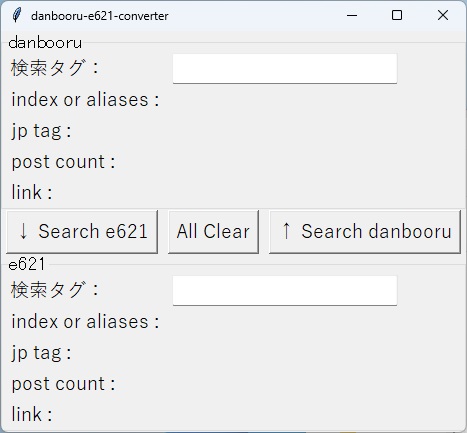 danbooru-e621-converter
danbooru
検索タグ：
index or aliases :
jp tag :
post count :
link :
↓ Search e621 All Clear ↑ Search danbooru
e621
検索タグ：
index or aliases :
jp tag :
post count :
link :